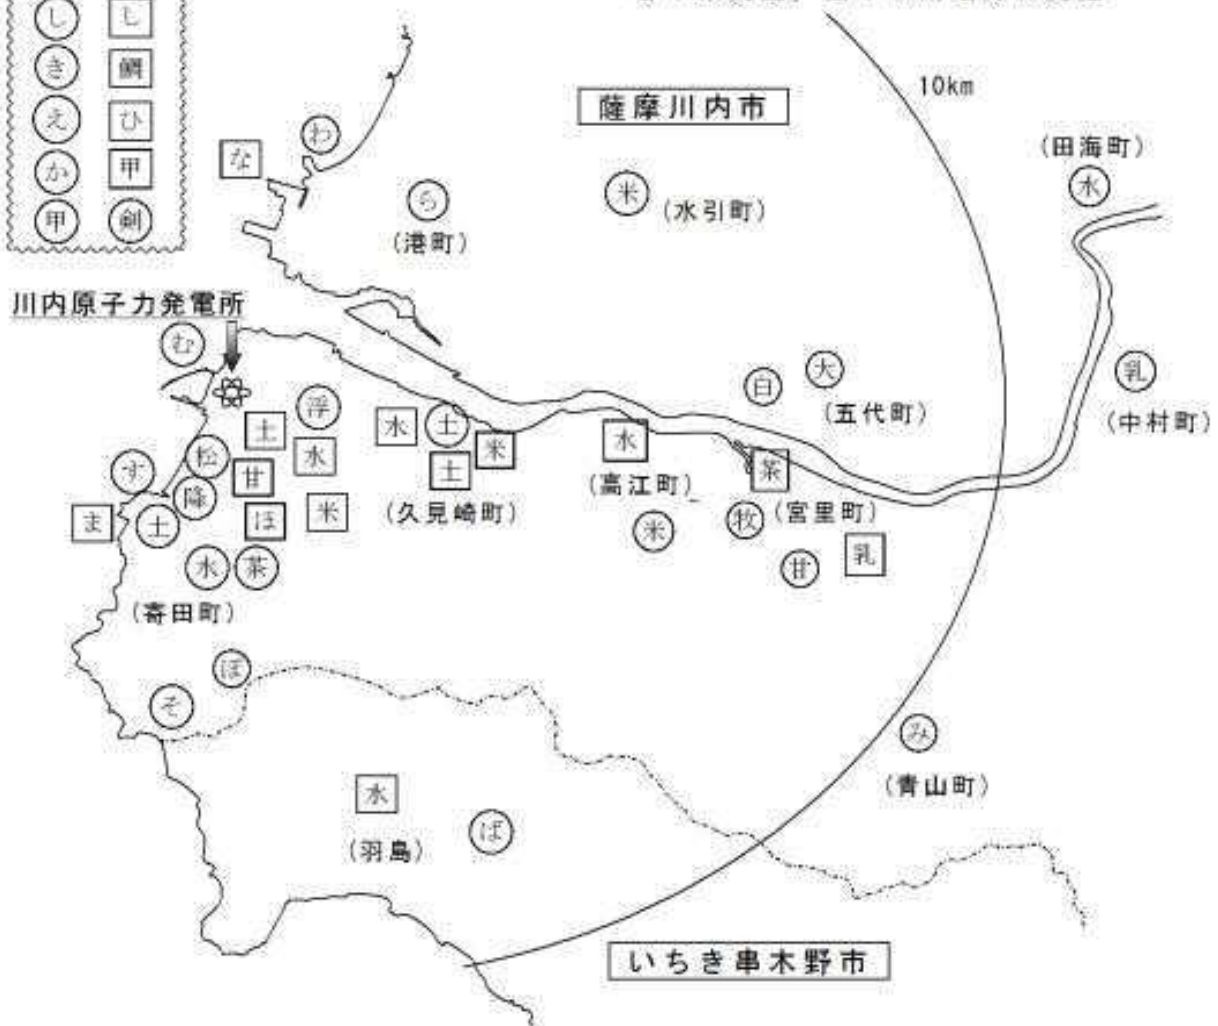 し し
き 鯛
え ひ
か 甲
甲 剣
10km
薩摩川内市
(田海町)
水
わ
な
ら
(港町)
米
(水引町)
川内原子力発電所
む
乳
(中村町)
白
大
(五代町)
浮
土
水
水
土
米
土
(久見崎町)
水
(高江町)
米
茶
牧
(宮里町)
甘
乳
す
松
甘
降
ま
土
ほ
米
水
茶
(寄田町)
ぼ
そ
み
(青山町)
水
(羽島)
ば
いちき串木野市